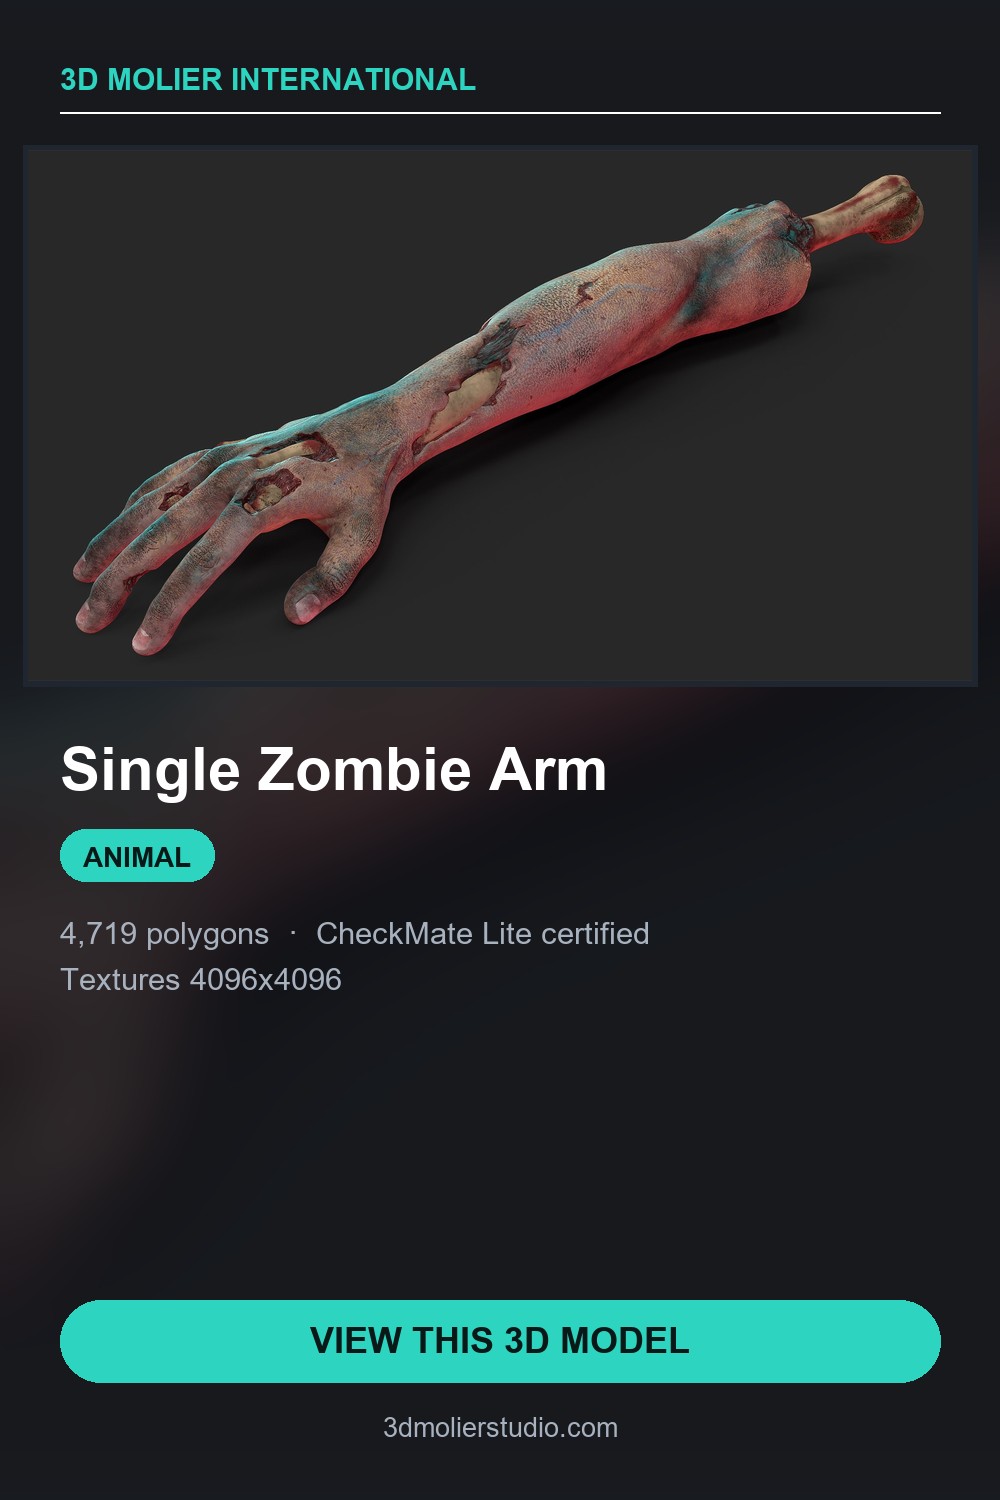 3D MOLIER INTERNATIONAL
Single Zombie Arm
ANIMAL
4,719 polygons · CheckMate Lite certified
Textures 4096x4096
VIEW THIS 3D MODEL
3dmolierstudio.com